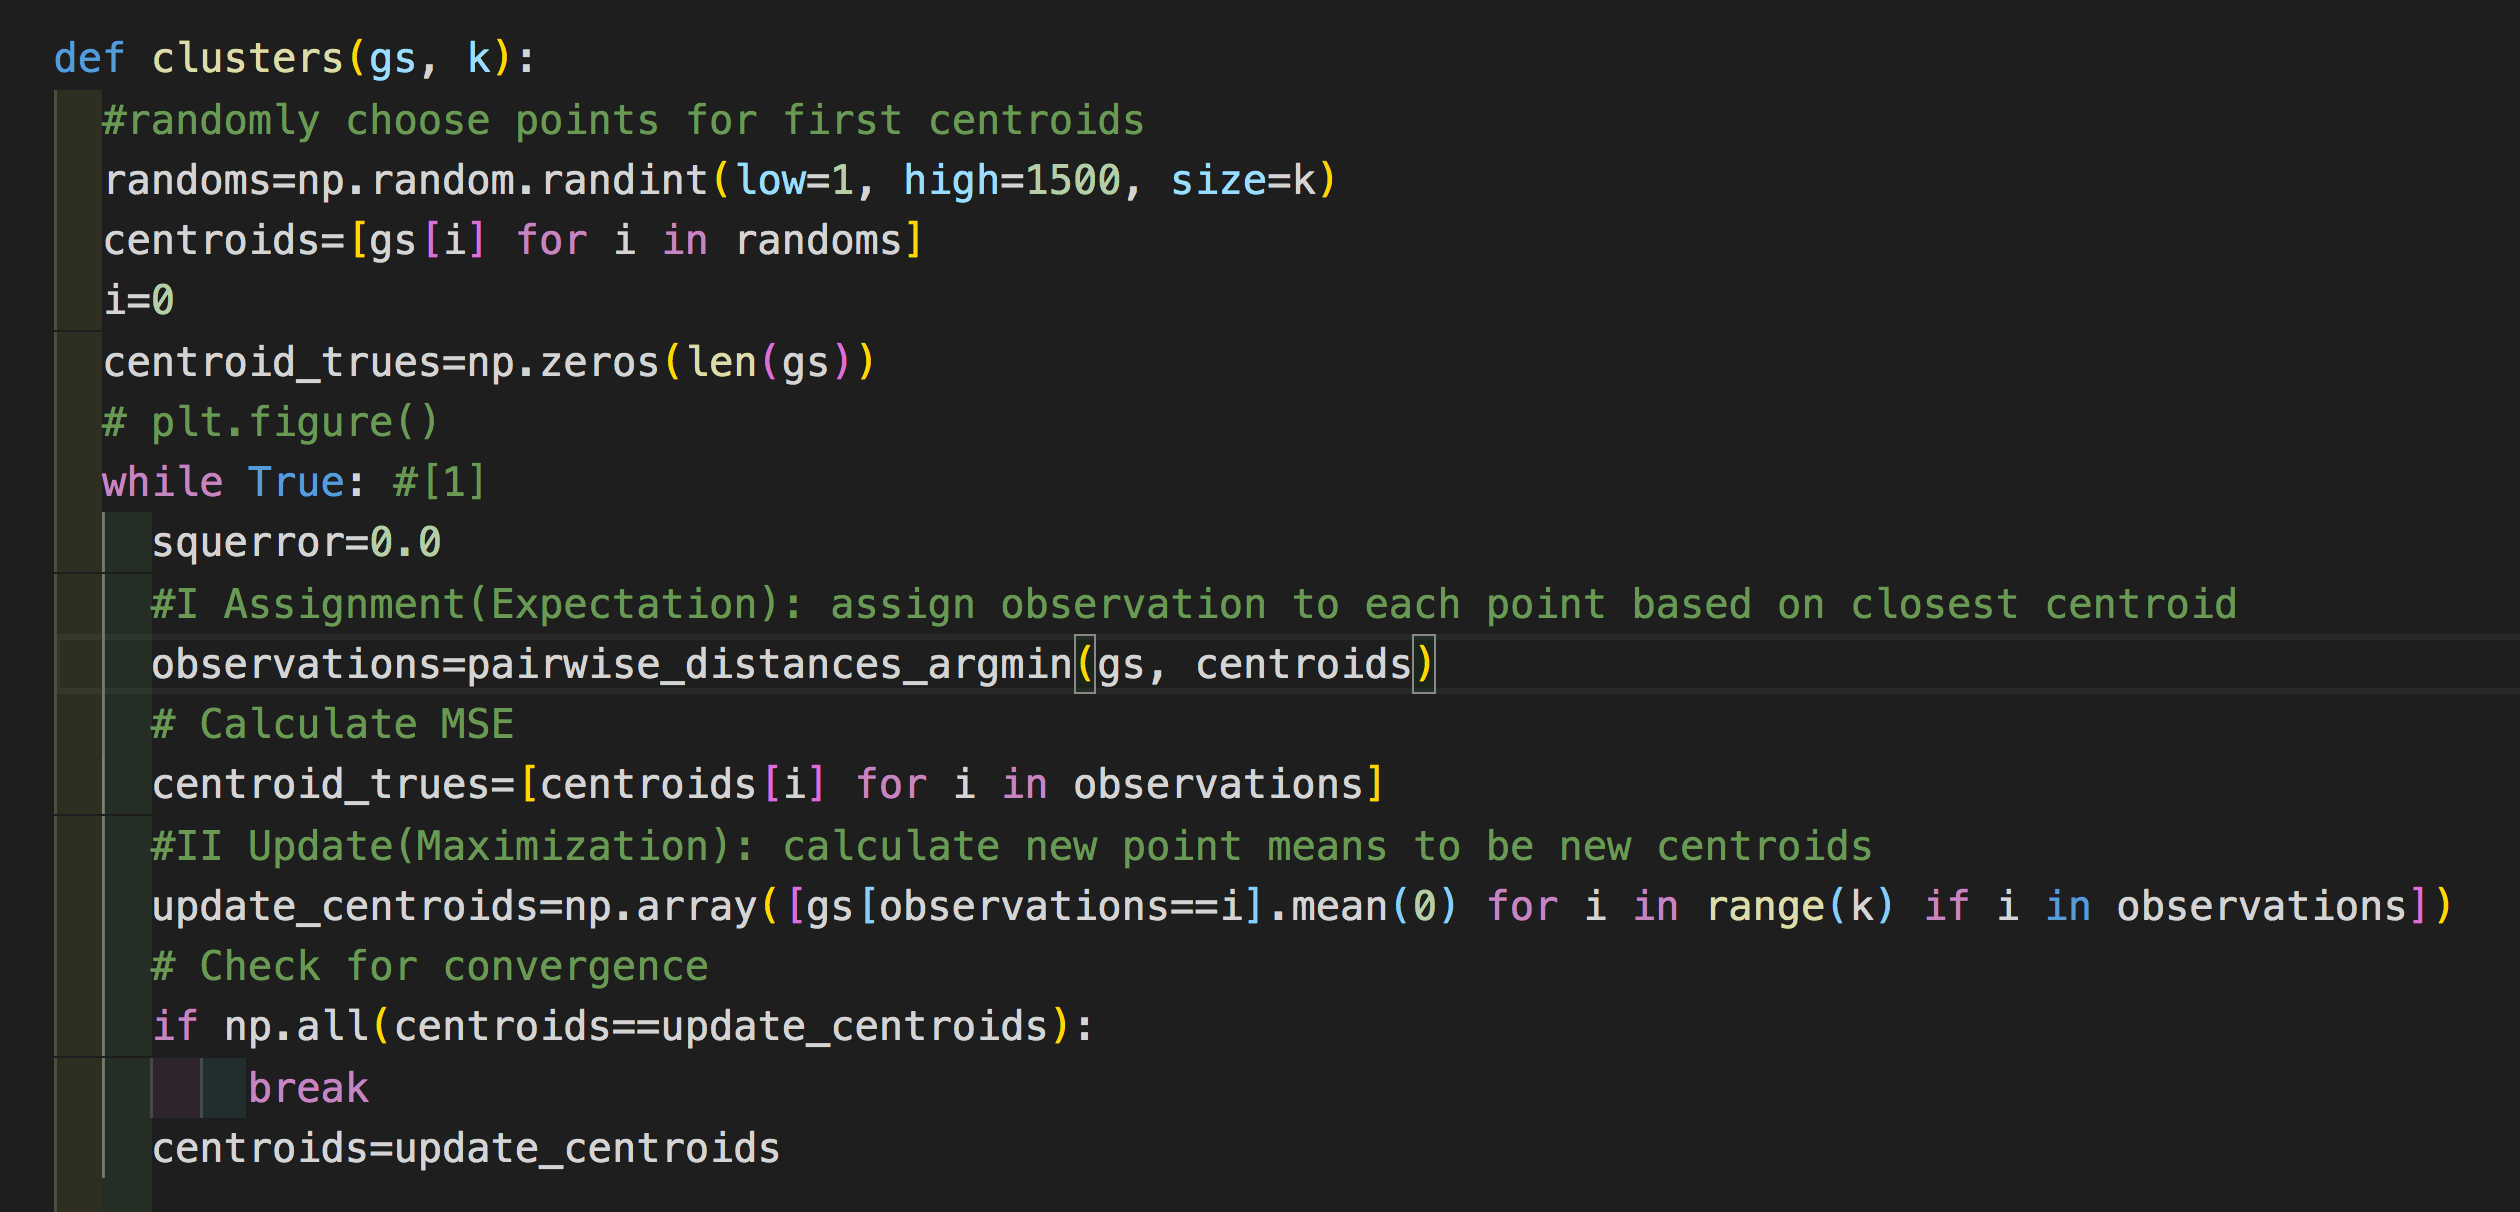 def clusters(gs, k):
#randomly choose points for first centroids
randoms=np.random.randint(low=1, high=1500, size=k)
centroids=[gs[i] for i in randoms]
i=0
centroid_trues=np.zeros(len(gs))
# plt.figure()
while True: #[1]
squerror=0.0
#I Assignment(Expectation): assign observation to each point based on closest centroid
observations=pairwise_distances_argmin(gs, centroids)
# Calculate MSE
centroid_trues=[centroids[i] for i in observations]
#II Update(Maximization): calculate new point means to be new centroids
update_centroids=np.array([gs[observations==i].mean(0) for i in range(k) if i in observations])
# Check for convergence
if np.all(centroids==update_centroids):
break
centroids=update_centroids